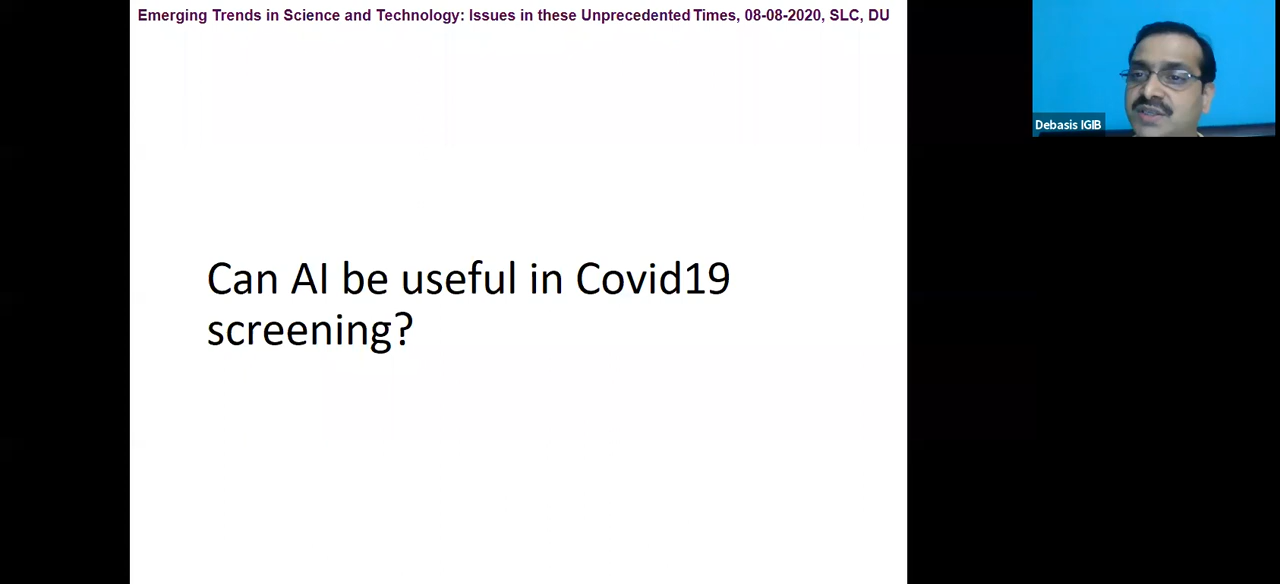 Emerging Trends in Science and Technology: Issues in these Unprecedented Times, 08-08-2020, SLC, DU
Debasis IGIB
Can AI be useful in Covid19
screening?